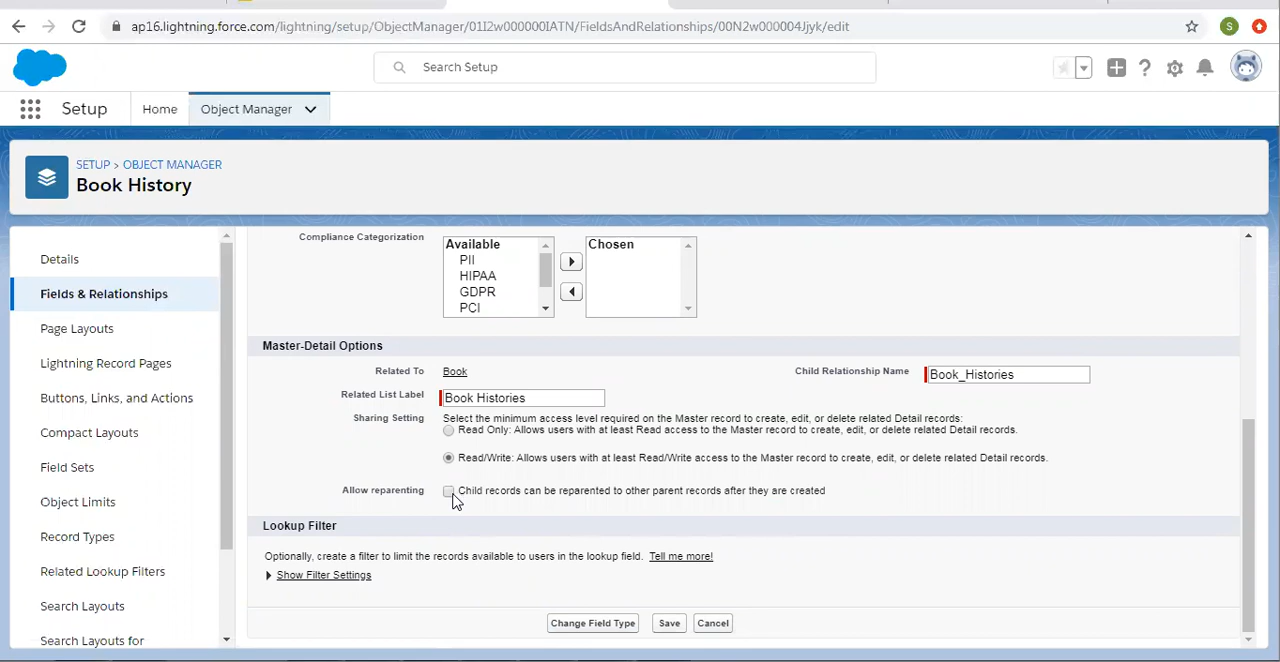 ap16.lightning.force.com/lightning/setup/ObjectManager/01I2w000000IATN/FieldsAndRelationships/00N2w000004Jjyk/edit
S
Search Setup
Setup
Home
Object Manager
SETUP > OBJECT MANAGER
Book History
Details
Fields & Relationships
Page Layouts
Lightning Record Pages
Buttons, Links, and Actions
Compact Layouts
Field Sets
Object Limits
Record Types
Related Lookup Filters
Search Layouts
Search Layouts for
Compliance Categorization
Available
PII
HIPAA
GDPR
PCI
Chosen
Master-Detail Options
Related To Book
Child Relationship Name Book_Histories
Related List Label Book Histories
Sharing Setting Select the minimum access level required on the Master record to create, edit, or delete related Detail records:
Read Only: Allows users with at least Read access to the Master record to create, edit, or delete related Detail records.
Read/Write: Allows users with at least Read/Write access to the Master record to create, edit, or delete related Detail records.
Allow reparenting Child records can be reparented to other parent records after they are created
Lookup Filter
Optionally, create a filter to limit the records available to users in the lookup field. Tell me more!
Show Filter Settings
Change Field Type Save Cancel